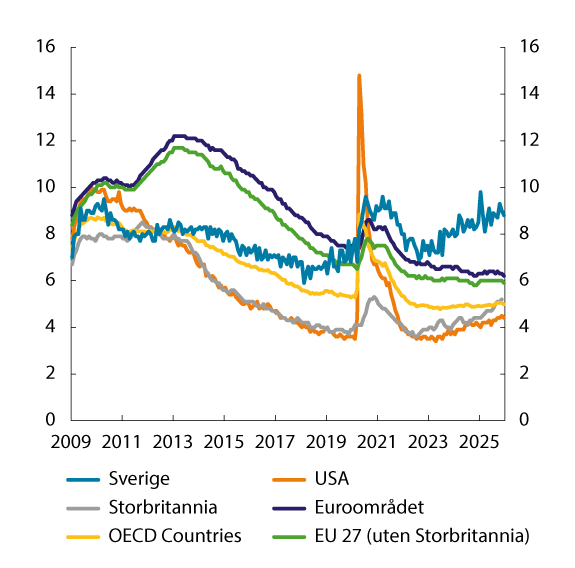 16 16
14 14
12 12
10 10
8 8
6 6
4 4
2 2
0 0
2009 2011 2013 2015 2017 2019 2021 2023 2025
Sverige USA
Storbritannia Euroområdet
OECD Countries EU 27 (uten Storbritannia)